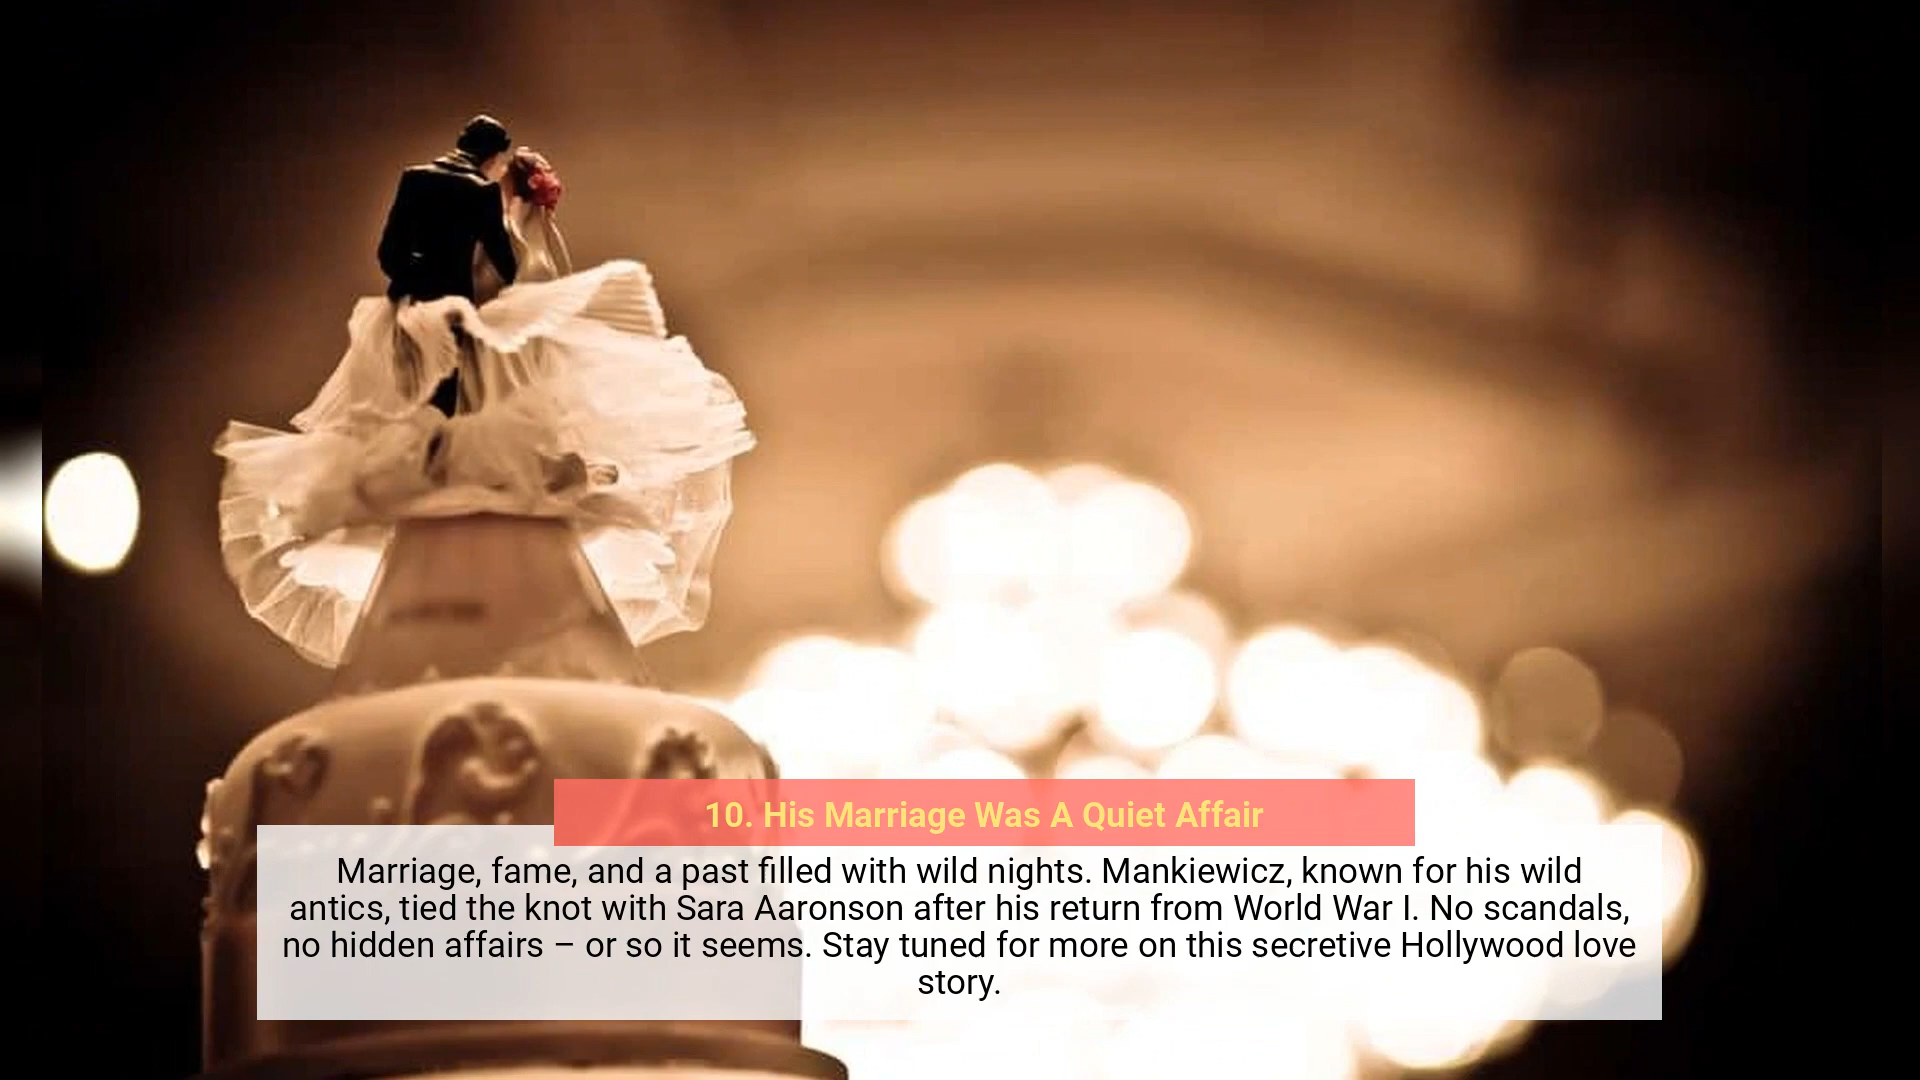 10. His Marriage Was A Quiet Affair
Marriage, fame, and a past filled with wild nights. Mankiewicz, known for his wild
antics, tied the knot with Sara Aaronson after his return from World War I. No scandals,
no hidden affairs – or so it seems. Stay tuned for more on this secretive Hollywood love
story.